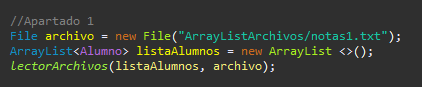 //Apartado 1
File archivo = new File("ArrayListArchivos/notas1.txt");
ArrayList<Alumno> listaAlumnos = new ArrayList <>();
lectorArchivos(listaAlumnos, archivo);